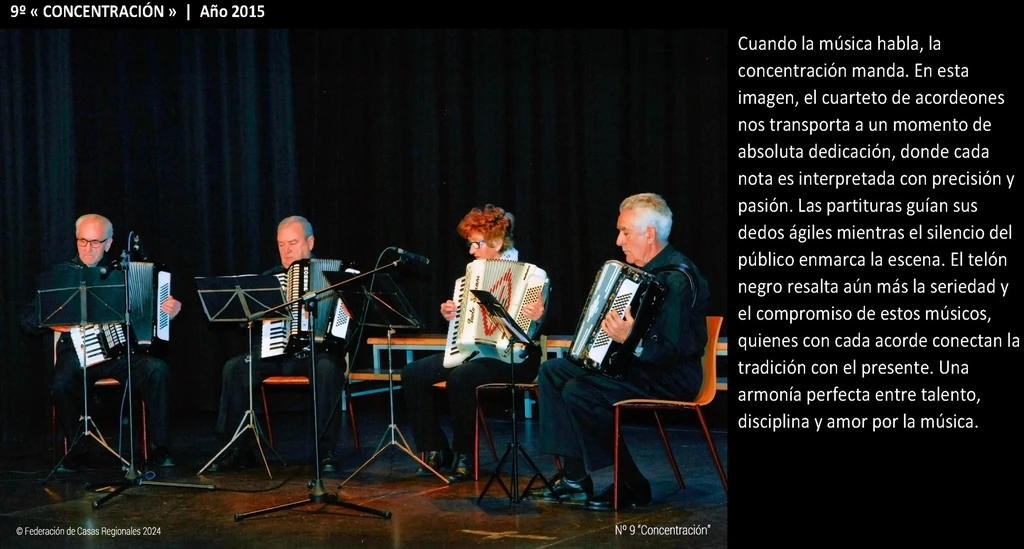 9º « CONCENTRACIÓN » | Año 2015
Cuando la música habla, la
concentración manda. En esta
imagen, el cuarteto de acordeones
nos transporta a un momento de
absoluta dedicación, donde cada
nota es interpretada con precisión y
pasión. Las partituras guían sus
dedos ágiles mientras el silencio del
público enmarca la escena. El telón
negro resalta aún más la seriedad y
el compromiso de estos músicos,
quienes con cada acorde conectan la
tradición con el presente. Una
armonía perfecta entre talento,
disciplina y amor por la música.
© Federación de Casas Regionales 2024
Nº 9 "Concentración"